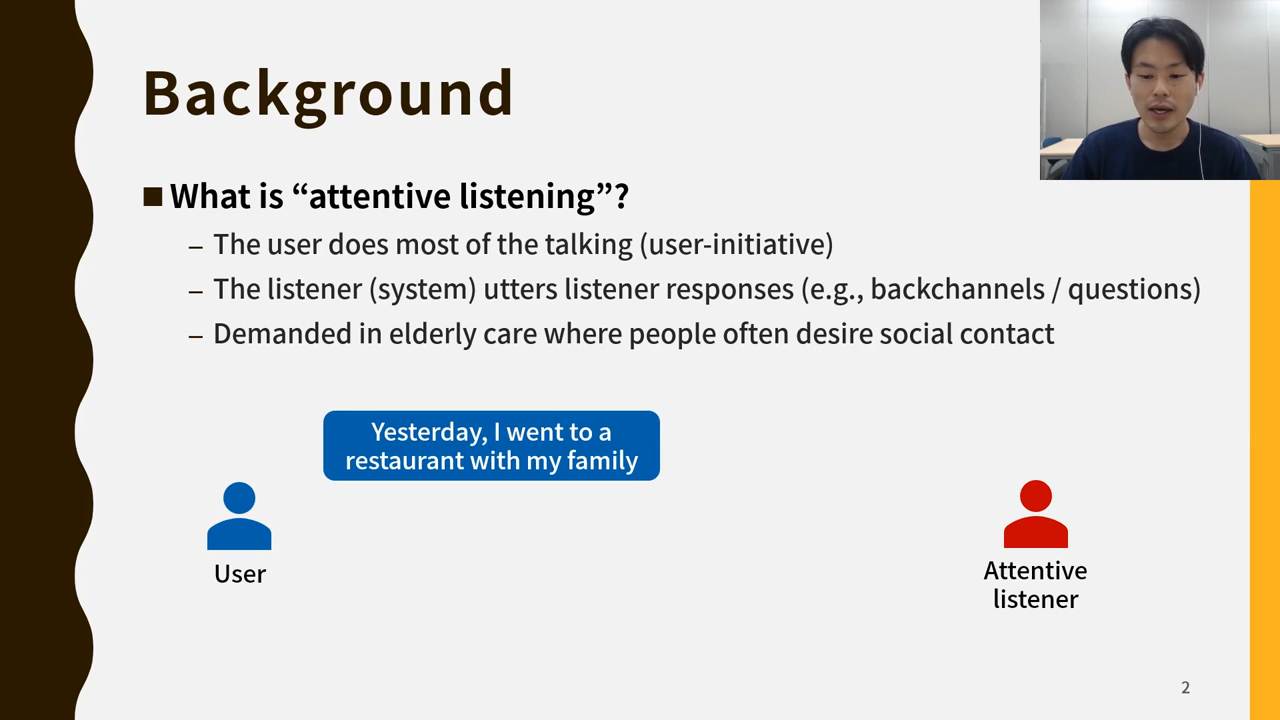 Background
What is “attentive listening”?
– The user does most of the talking (user-initiative)
– The listener (system) utters listener responses (e.g., backchannels / questions)
– Demanded in elderly care where people often desire social contact
Yesterday, I went to a
restaurant with my family
User
Attentive
listener
2